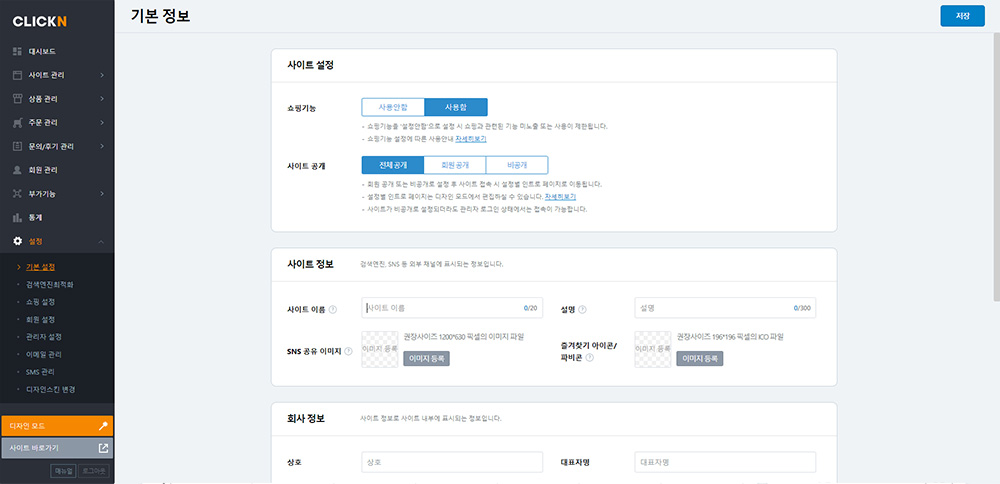 CLICKN
대시보드
사이트 관리
상품 관리
주문 관리
문의/후기 관리
회원 관리
부가기능
통계
설정
기본 설정
검색엔진최적화
쇼핑 설정
회원 설정
관리자 설정
이메일 관리
SMS 관리
디자인스킨 변경
디자인 모드
사이트 바로가기
매뉴얼 로그아웃
기본 정보
저장
사이트 설정
쇼핑기능 사용안함 사용함
- 쇼핑기능을 '설정안함'으로 설정 시 쇼핑과 관련된 기능 미노출 또는 사용이 제한됩니다.
- 쇼핑기능 설정에 따른 사용안내 자세히보기
사이트 공개 전체 공개 회원 공개 비공개
- 회원 공개 또는 비공개로 설정 후 사이트 접속 시 설정별 인트로 페이지로 이동됩니다.
- 설정별 인트로 페이지는 디자인 모드에서 편집하실 수 있습니다. 자세히보기
- 사이트가 비공개로 설정되더라도 관리자 로그인 상태에서는 접속이 가능합니다.
사이트 정보 검색엔진, SNS 등 외부 채널에 표시되는 정보입니다.
사이트 이름 ? 사이트 이름 0/20 설명 ? 설명 0/300
SNS 공유 이미지 ? 이미지 등록 권장사이즈 1200*630 픽셀의 이미지 파일
이미지 등록
즐겨찾기 아이콘/
파비콘 ? 이미지 등록 권장사이즈 196*196 픽셀의 ICO 파일
이미지 등록
회사 정보 사이트 정보로 사이트 내부에 표시되는 정보입니다.
상호 상호 대표자명 대표자명